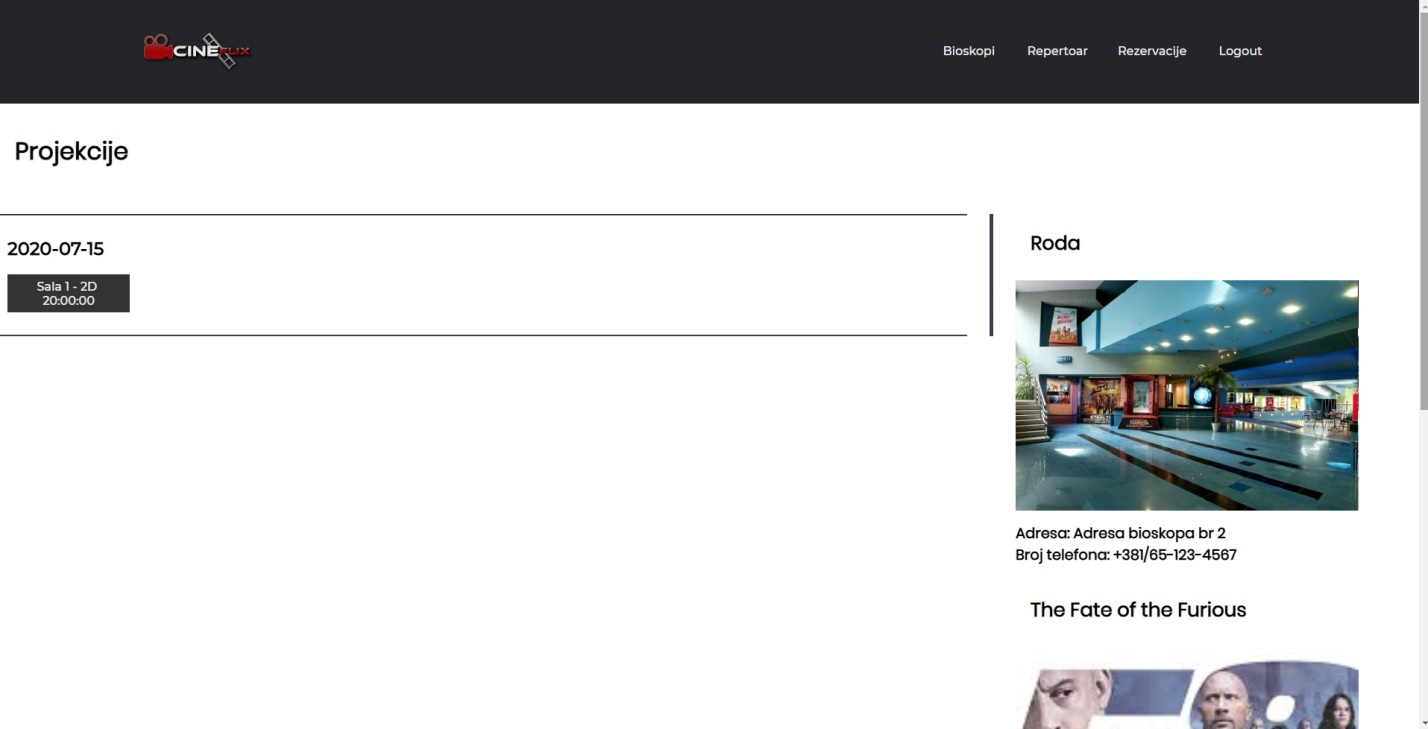 CINEFLIX
Bioskopi
Repertoar
Rezervacije
Logout
Projekcije
2020-07-15
Sala 1 - 2D
20:00:00
Roda
Adresa: Adresa bioskopa br 2
Broj telefona: +381/65-123-4567
The Fate of the Furious